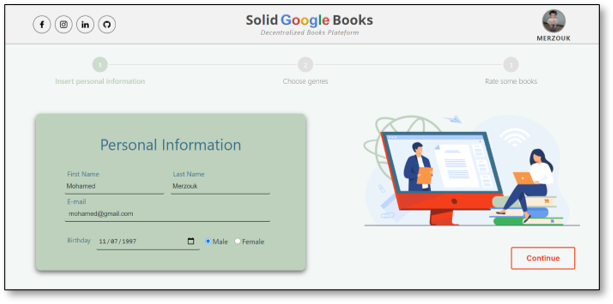 Solid Google Books
Decentralized Books Plateform
MERZOUK
1 2 3
Insert personal information Choose genres Rate some books
Personal Information
First Name Last Name
Mohamed Merzouk
E-mail
mohamed@gmail.com
Birthday 11/07/1997 Male Female
Continue